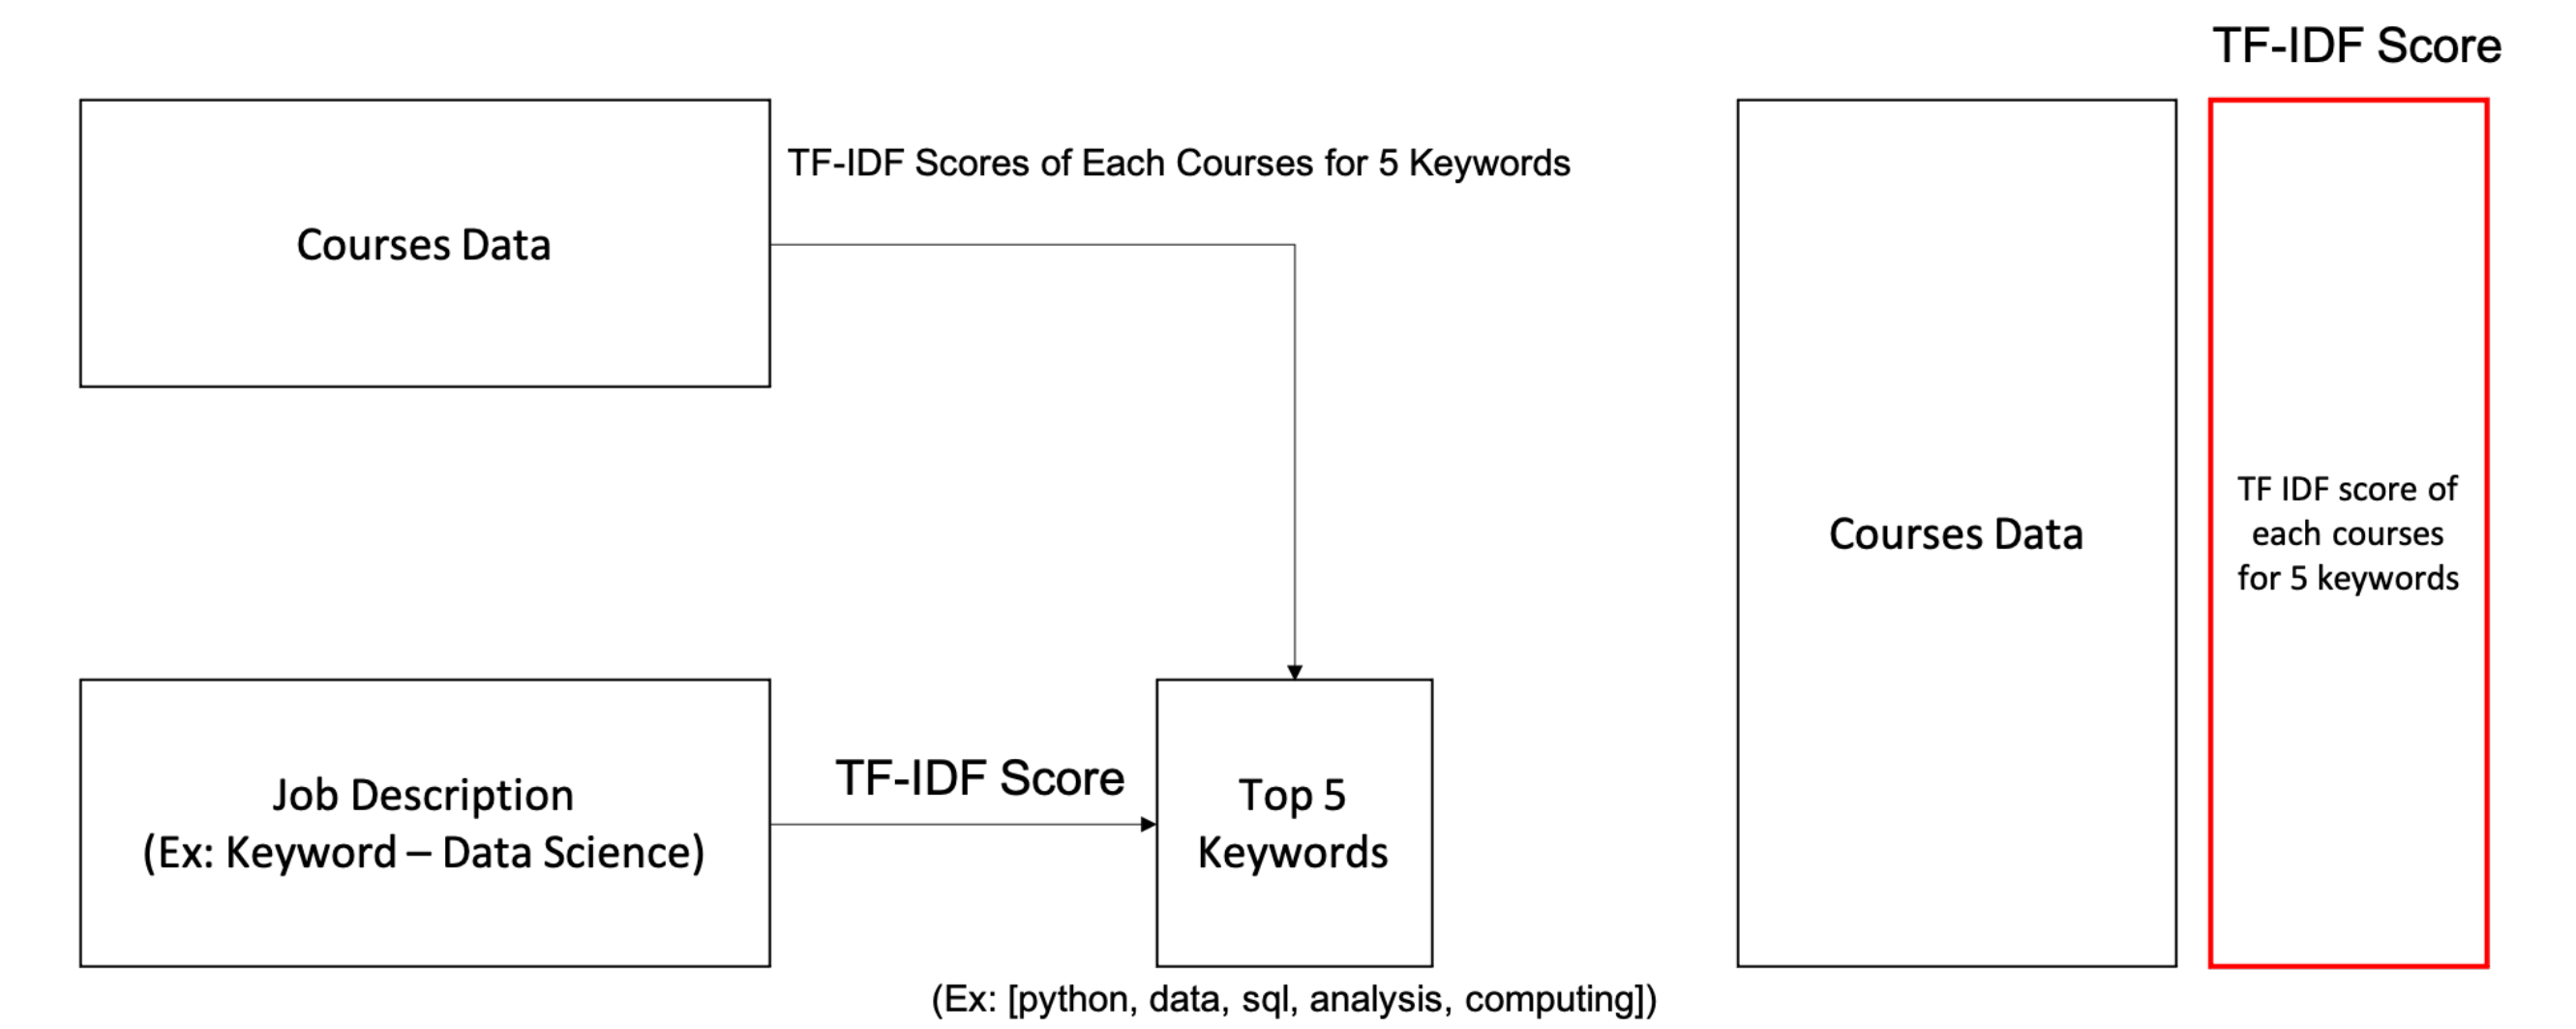 TF-IDF Score
TF-IDF Scores of Each Courses for 5 Keywords
Courses Data
Job Description
(Ex: Keyword – Data Science)
TF-IDF Score
Top 5
Keywords
(Ex: [python, data, sql, analysis, computing])
Courses Data
TF IDF score of
each courses
for 5 keywords